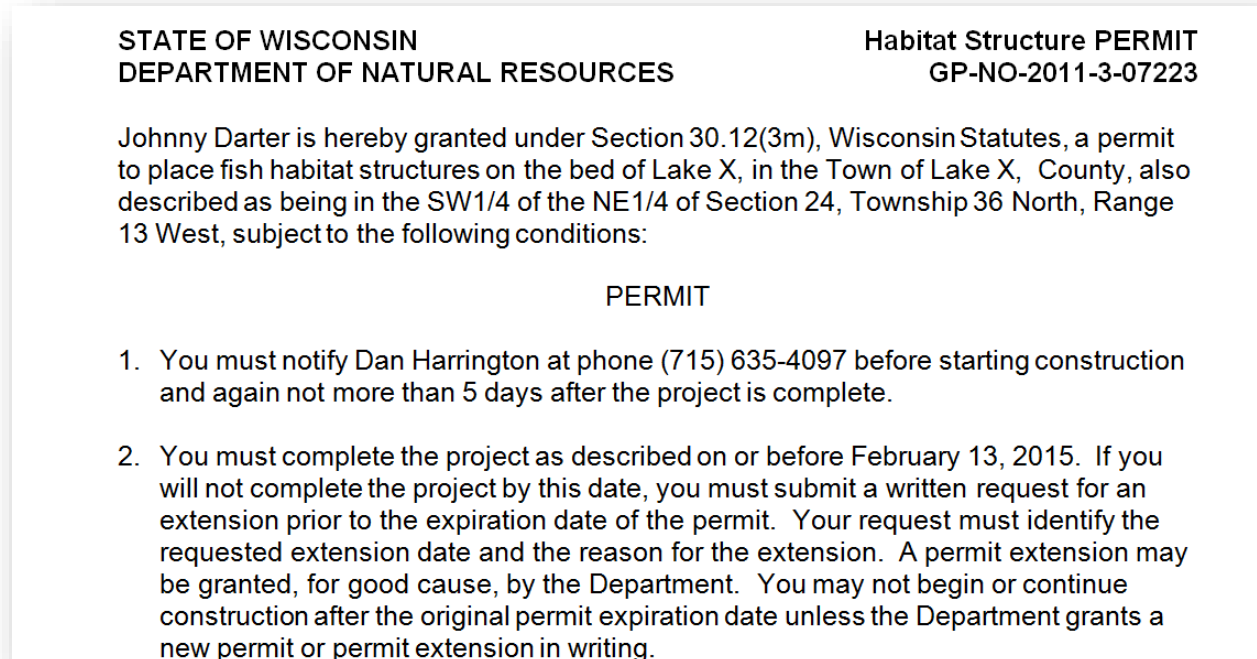 STATE OF WISCONSIN Habitat Structure PERMIT
DEPARTMENT OF NATURAL RESOURCES GP-NO-2011-3-07223
Johnny Darter is hereby granted under Section 30.12(3m), Wisconsin Statutes, a permit
to place fish habitat structures on the bed of Lake X, in the Town of Lake X, County, also
described as being in the SW1/4 of the NE1/4 of Section 24, Township 36 North, Range
13 West, subject to the following conditions:
PERMIT
1. You must notify Dan Harrington at phone (715) 635-4097 before starting construction
and again not more than 5 days after the project is complete.
2. You must complete the project as described on or before February 13, 2015. If you
will not complete the project by this date, you must submit a written request for an
extension prior to the expiration date of the permit. Your request must identify the
requested extension date and the reason for the extension. A permit extension may
be granted, for good cause, by the Department. You may not begin or continue
construction after the original permit expiration date unless the Department grants a
new permit or permit extension in writing.